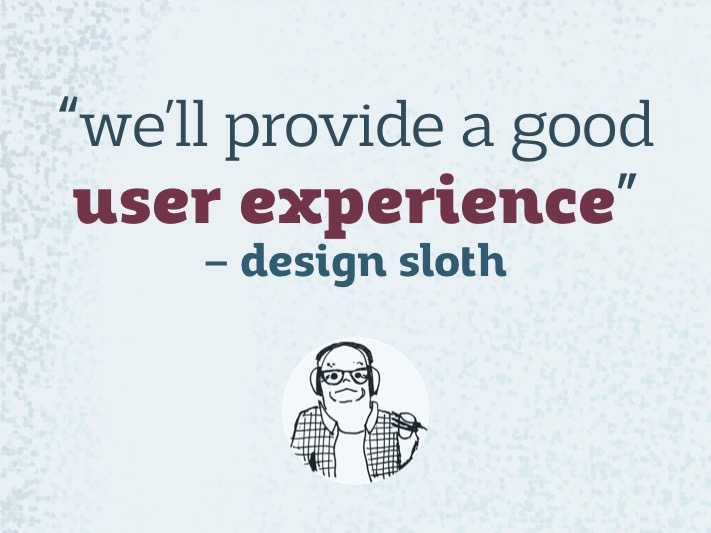 “we’ll provide a good
user experience”
– design sloth